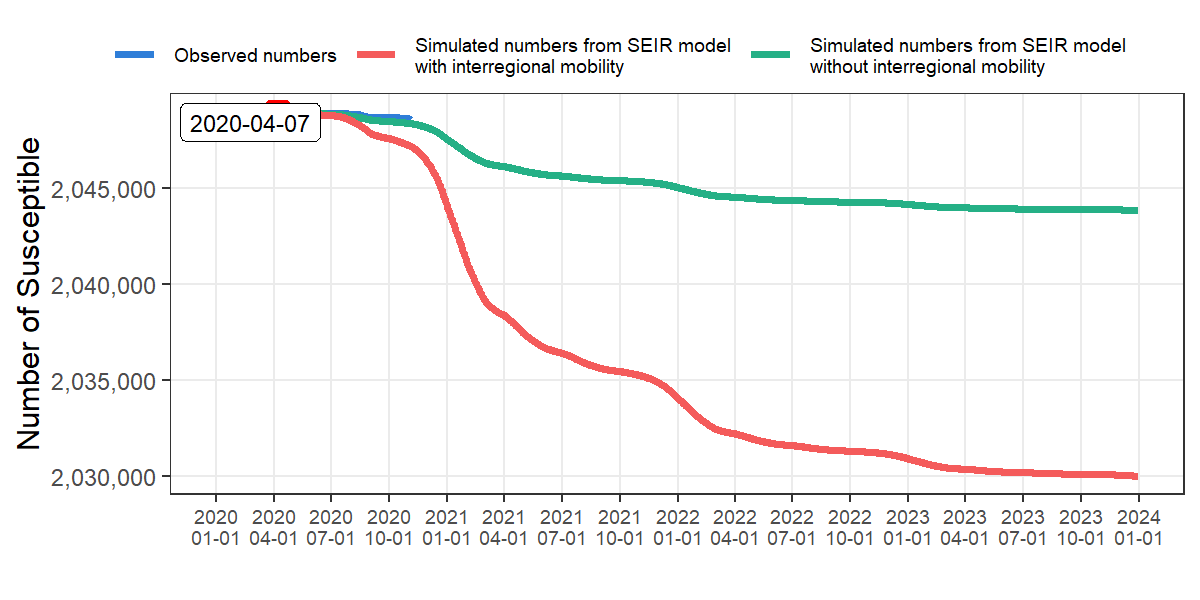 Observed numbers
Simulated numbers from SEIR model
with interregional mobility
Simulated numbers from SEIR model
without interregional mobility
2020-04-07
Number of Susceptible
2,045,000
2,040,000
2,035,000
2,030,000
2020 2020 2020 2020 2021 2021 2021 2021 2022 2022 2022 2022 2023 2023 2023 2023 2024
01-01 04-01 07-01 10-01 01-01 04-01 07-01 10-01 01-01 04-01 07-01 10-01 01-01 04-01 07-01 10-01 01-01